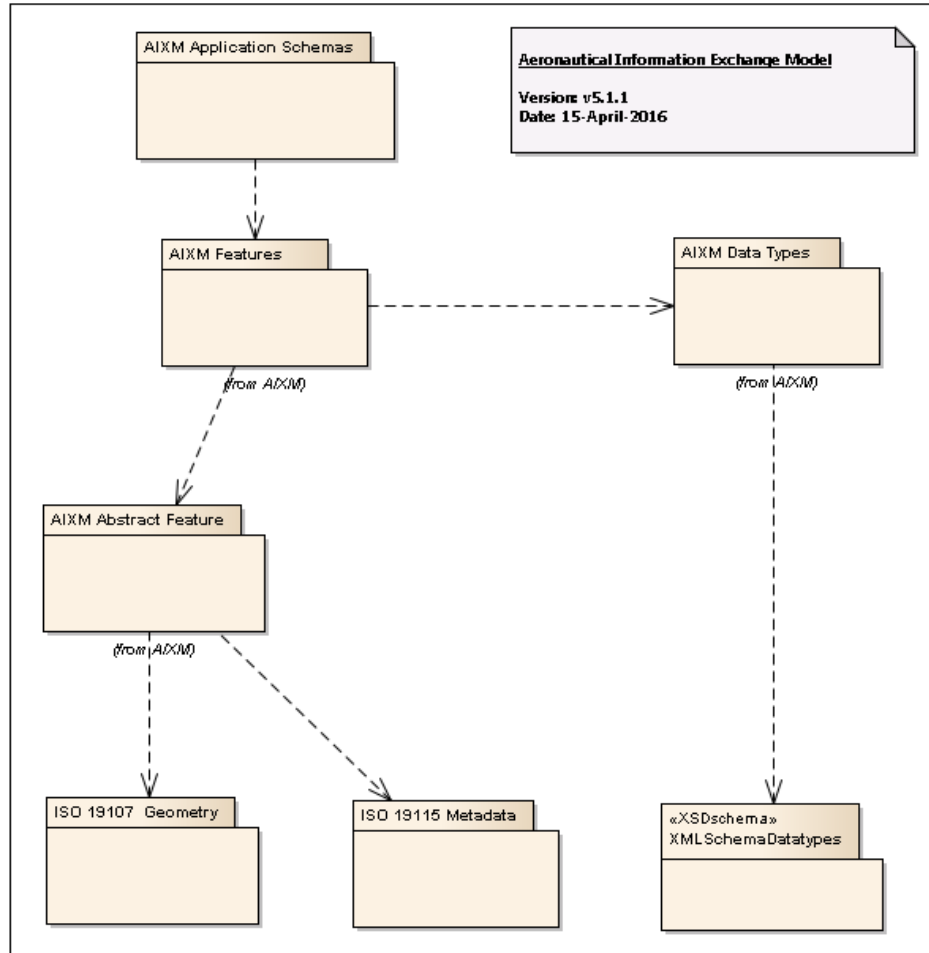 AIXM Application Schemas
Aeronautical Information Exchange Model
Version: v5.1.1
Date: 15-April-2016
AIXM Features
AIXM Data Types
(from AIXM)
(from AIXM)
AIXM Abstract Feature
(from AIXM)
ISO 19107 Geometry
ISO 19115 Metadata
«XSDschema»
XMLSchemaDatatypes